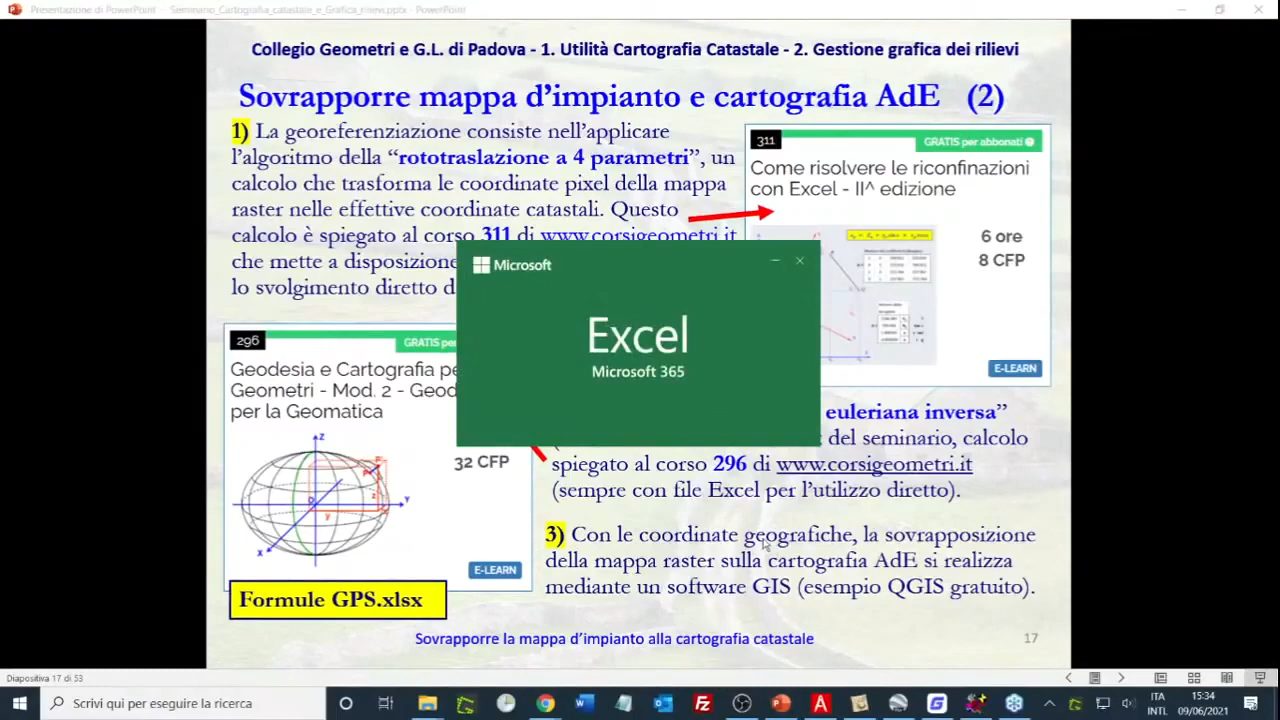 Presentazione di PowerPoint - Seminario_Cartografia_catastale_e_Grafica_rilievi.pptx - PowerPoint
Collegio Geometri e G.L. di Padova - 1. Utilità Cartografia Catastale - 2. Gestione grafica dei rilievi
Sovrapporre mappa d’impianto e cartografia AdE (2)
1) La georeferenziazione consiste nell’applicare
l’algoritmo della “rototraslazione a 4 parametri”, un
calcolo che trasforma le coordinate pixel della mappa
raster nelle effettive coordinate catastali. Questo
calcolo è spiegato al corso 311 di www.corsigeometri.it
che mette a disposizione
lo svolgimento diretto d
311
GRATIS per abbonati
Come risolvere le riconfinazioni
con Excel - II^ edizione
6 ore
8 CFP
E-LEARN
Microsoft
Excel
Microsoft 365
296
GRATIS per
Geodesia e Cartografia pe
Geometri - Mod. 2 - Geod
per la Geomatica
Z
Y
X
32 CFP
E-LEARN
Formule GPS.xlsx
euleriana inversa”
del seminario, calcolo
spiegato al corso 296 di www.corsigeometri.it
(sempre con file Excel per l’utilizzo diretto).
3) Con le coordinate geografiche, la sovrapposizione
della mappa raster sulla cartografia AdE si realizza
mediante un software GIS (esempio QGIS gratuito).
Sovrapporre la mappa d’impianto alla cartografia catastale
17
Diapositiva 17 di 53
Scrivi qui per eseguire la ricerca
ITA
INTL
15:34
09/06/2021